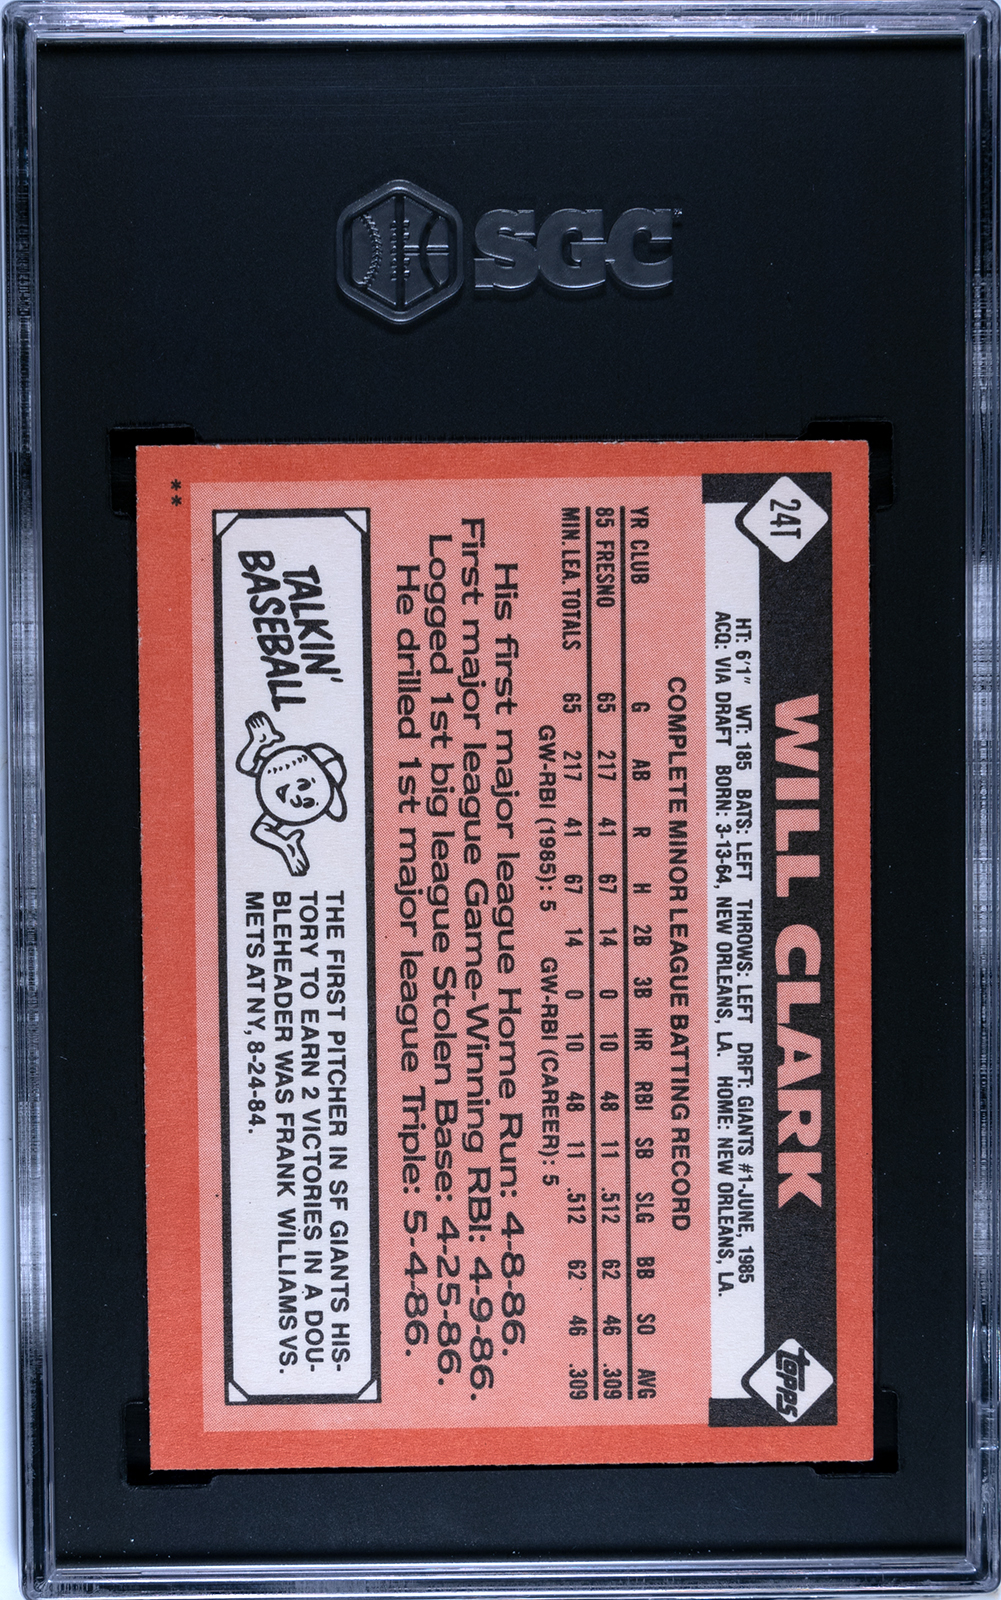 SGC
24T
WILL CLARK
topps
HT: 6'1" WT: 185 BATS: LEFT THROWS: LEFT DRFT: GIANTS #1-JUNE, 1985
ACQ: VIA DRAFT BORN: 3-13-64, NEW ORLEANS, LA. HOME: NEW ORLEANS, LA.
COMPLETE MINOR LEAGUE BATTING RECORD
YR CLUB G AB R H 2B 3B HR RBI SB SLG BB SO AVG
85 FRESNO 65 217 41 67 14 0 10 48 11 .512 62 46 .309
MIN. LEA. TOTALS 65 217 41 67 14 0 10 48 11 .512 62 46 .309
GW-RBI (1985): 5 GW-RBI (CAREER): 5
His first major league Home Run: 4-8-86.
First major league Game-Winning RBI: 4-9-86.
Logged 1st big league Stolen Base: 4-25-86.
He drilled 1st major league Triple: 5-4-86.
TALKIN'
BASEBALL
THE FIRST PITCHER IN SF GIANTS HIS-
TORY TO EARN 2 VICTORIES IN A DOU-
BLEHEADER WAS FRANK WILLIAMS VS.
METS AT NY, 8-24-84.
**